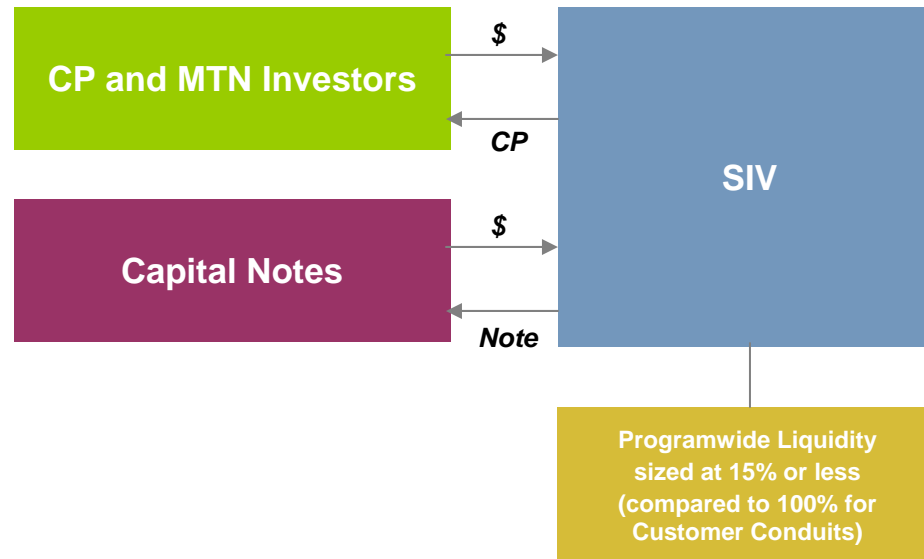 $
CP and MTN Investors
CP
SIV
$
Capital Notes
Note
Programwide Liquidity
sized at 15% or less
(compared to 100% for
Customer Conduits)